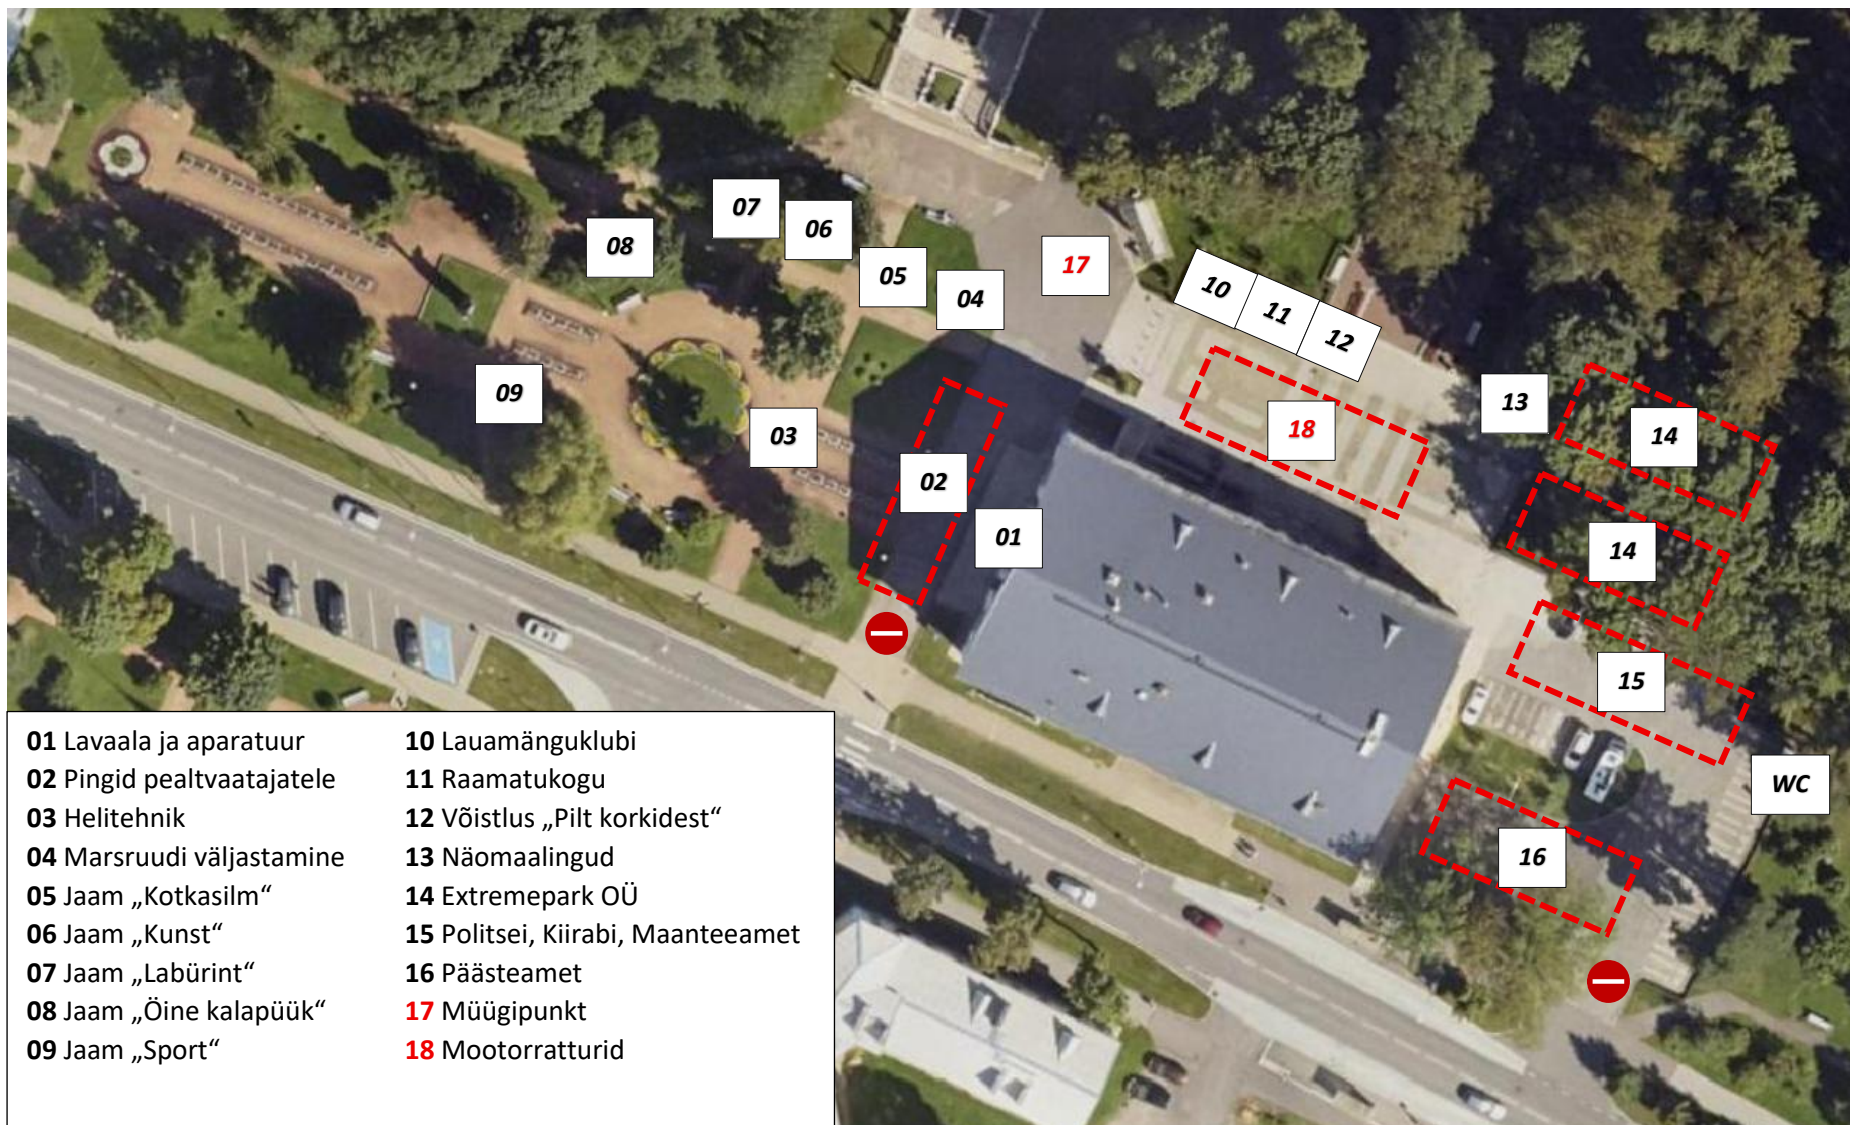 07
06
08
05
04
17
10
11
12
09
03
13
18
14
02
01
14
15
WC
16
01 Lavaala ja aparatuur
02 Pingid pealtvaatajatele
03 Helitehnik
04 Marsruudi väljastamine
05 Jaam „Kotkasilm“
06 Jaam „Kunst“
07 Jaam „Labürint“
08 Jaam „Öine kalapüük“
09 Jaam „Sport“
10 Lauamänguklubi
11 Raamatukogu
12 Võistlus „Pilt korkidest“
13 Näomaalingud
14 Extremepark OÜ
15 Politsei, Kiirabi, Maanteeamet
16 Päästeamet
17 Müügipunkt
18 Mootorratturid